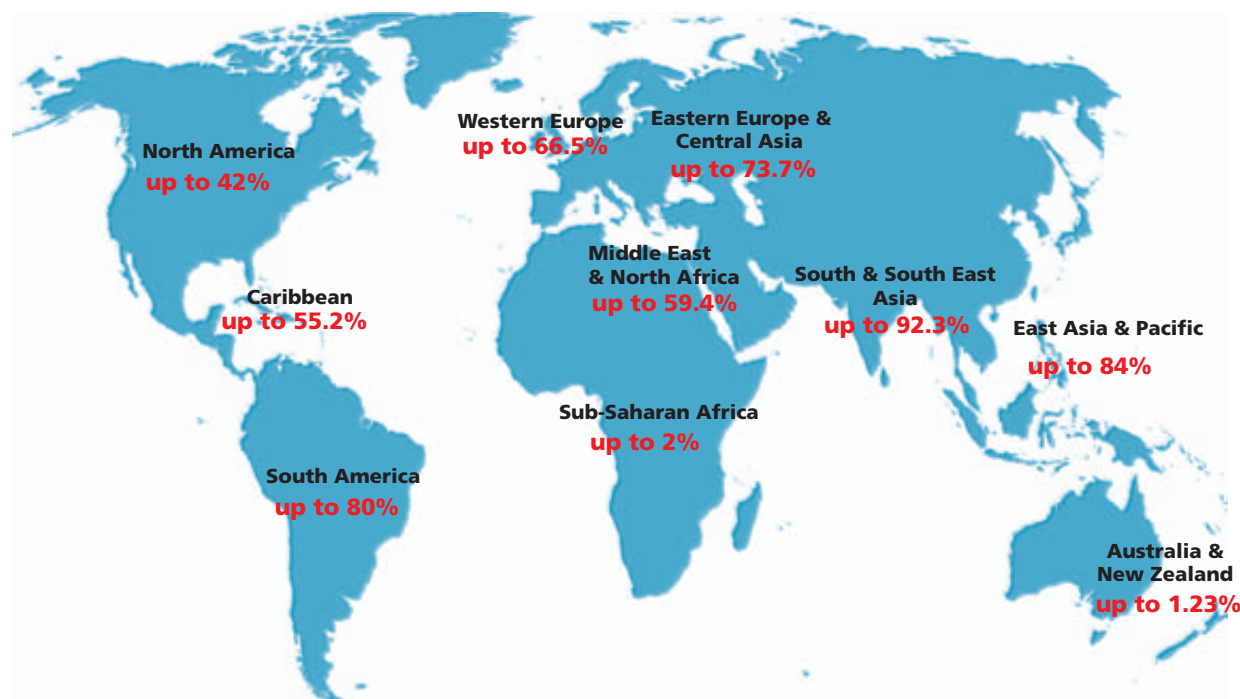 Western Europe
up to 66.5%
Eastern Europe &
Central Asia
up to 73.7%
North America
up to 42%
Middle East
& North Africa
up to 59.4%
South & South East
Asia
up to 92.3%
Caribbean
up to 55.2%
East Asia & Pacific
up to 84%
Sub-Saharan Africa
up to 2%
South America
up to 80%
Australia &
New Zealand
up to 1.23%